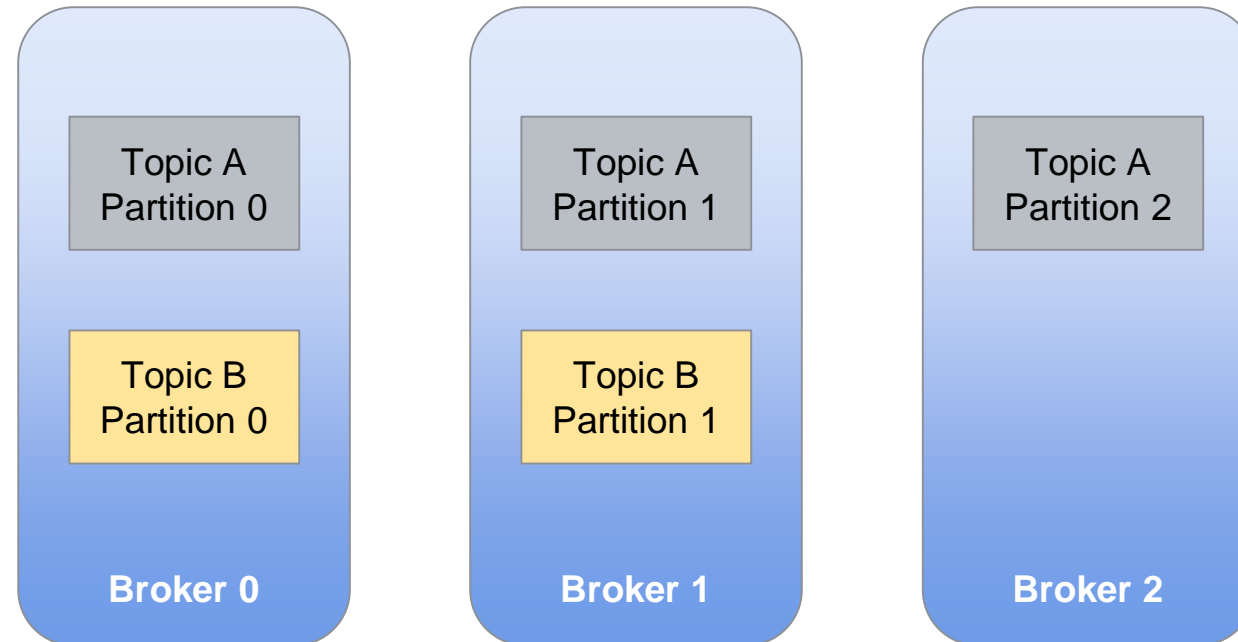 Topic A
Partition 0
Topic B
Partition 0
Broker 0
Topic A
Partition 1
Topic B
Partition 1
Broker 1
Topic A
Partition 2
Broker 2